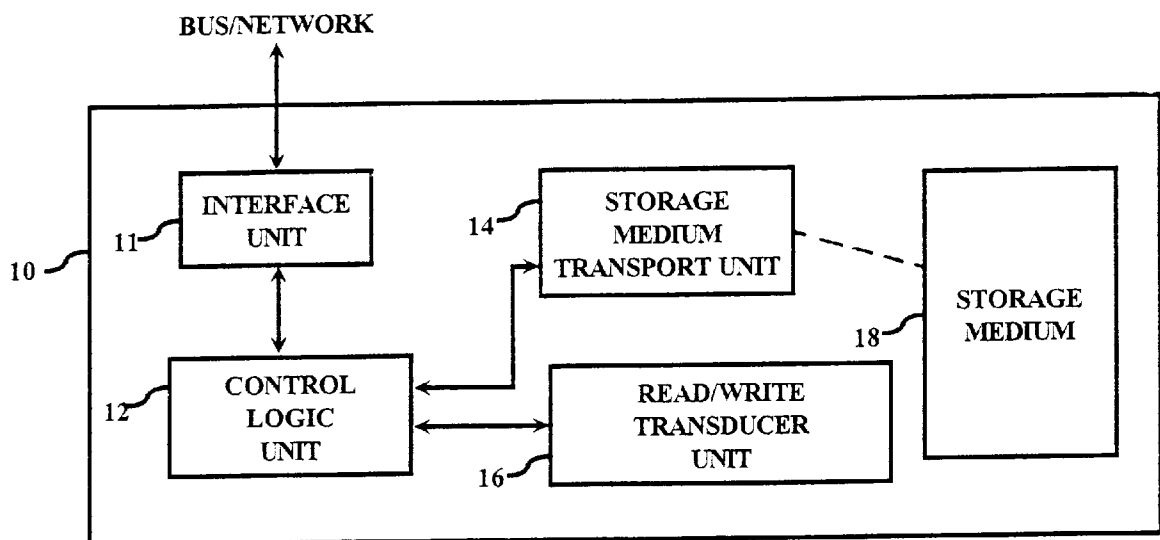 BUS/NETWORK
INTERFACE
UNIT
11
10
STORAGE
MEDIUM
TRANSPORT UNIT
14
STORAGE
MEDIUM
18
CONTROL
LOGIC
UNIT
12
READ/WRITE
TRANSDUCER
UNIT
16